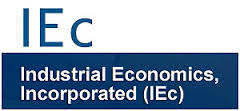 IEc
Industrial Economics,
Incorporated (IEc)